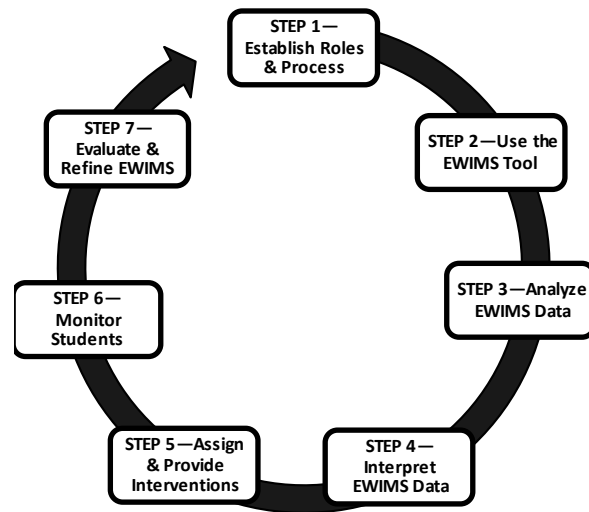 STEP 1—
Establish Roles
& Process
STEP 2—Use the
EWIMS Tool
STEP 3—Analyze
EWIMS Data
STEP 4—
Interpret
EWIMS Data
STEP 5—Assign
& Provide
Interventions
STEP 6—
Monitor
Students
STEP 7—
Evaluate &
Refine EWIMS